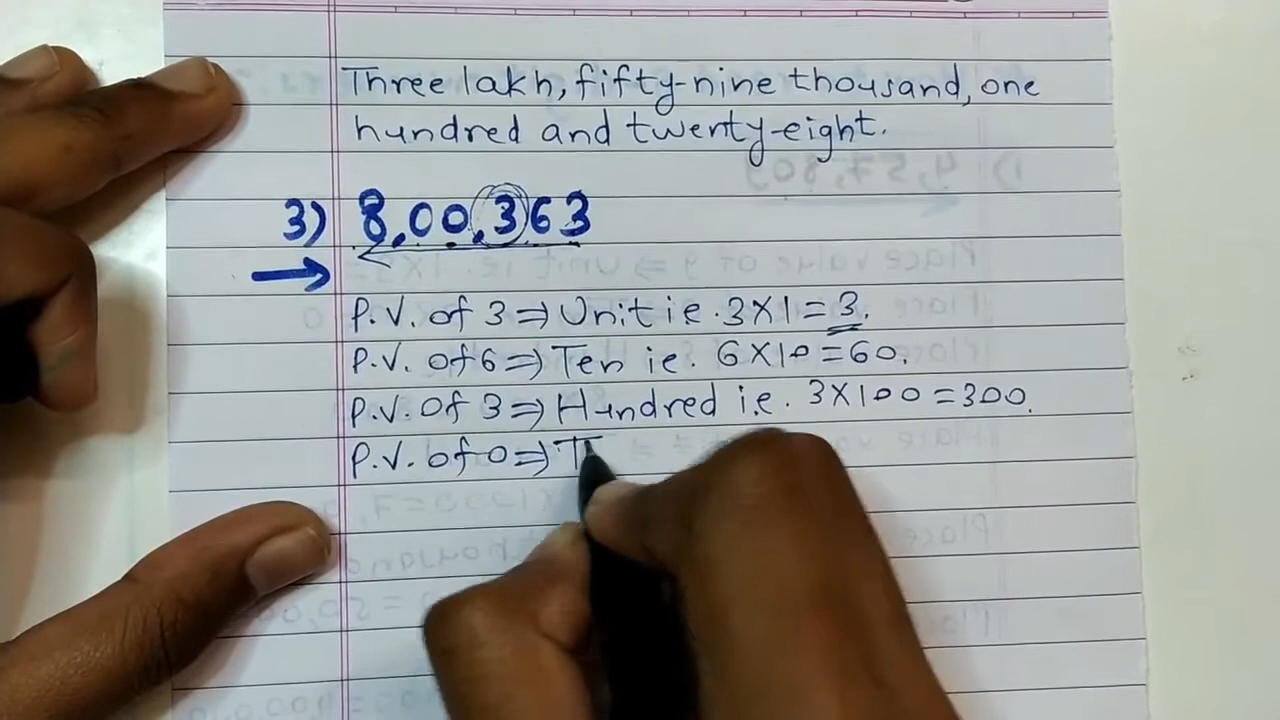 Three lakh, fifty-nine thousand, one
hundred and twenty-eight.
3) 8,00,363
P.V. of 3 ⇒ Unit i.e. 3×1=3.
P.V. of 6 ⇒ Ten ie. 6×10=60.
P.V. of 3 ⇒ Hundred i.e. 3×100=300.
P.V. of 0 ⇒ T